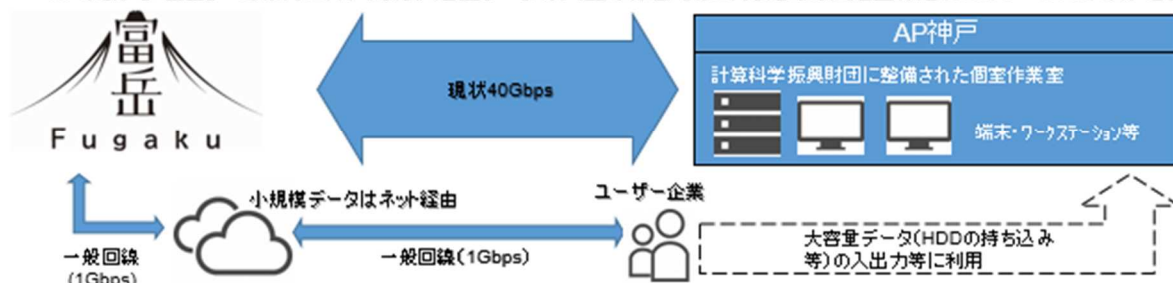 富岳
Fugaku
現状40Gbps
AP神戸
計算科学振興財団に整備された個室作業室
端末・ワークステーション等
小規模データはネット経由
ユーザー企業
一般回線
(1Gbps)
一般回線(1Gbps)
大容量データ(HDDの持ち込み
等)の入出力等に利用